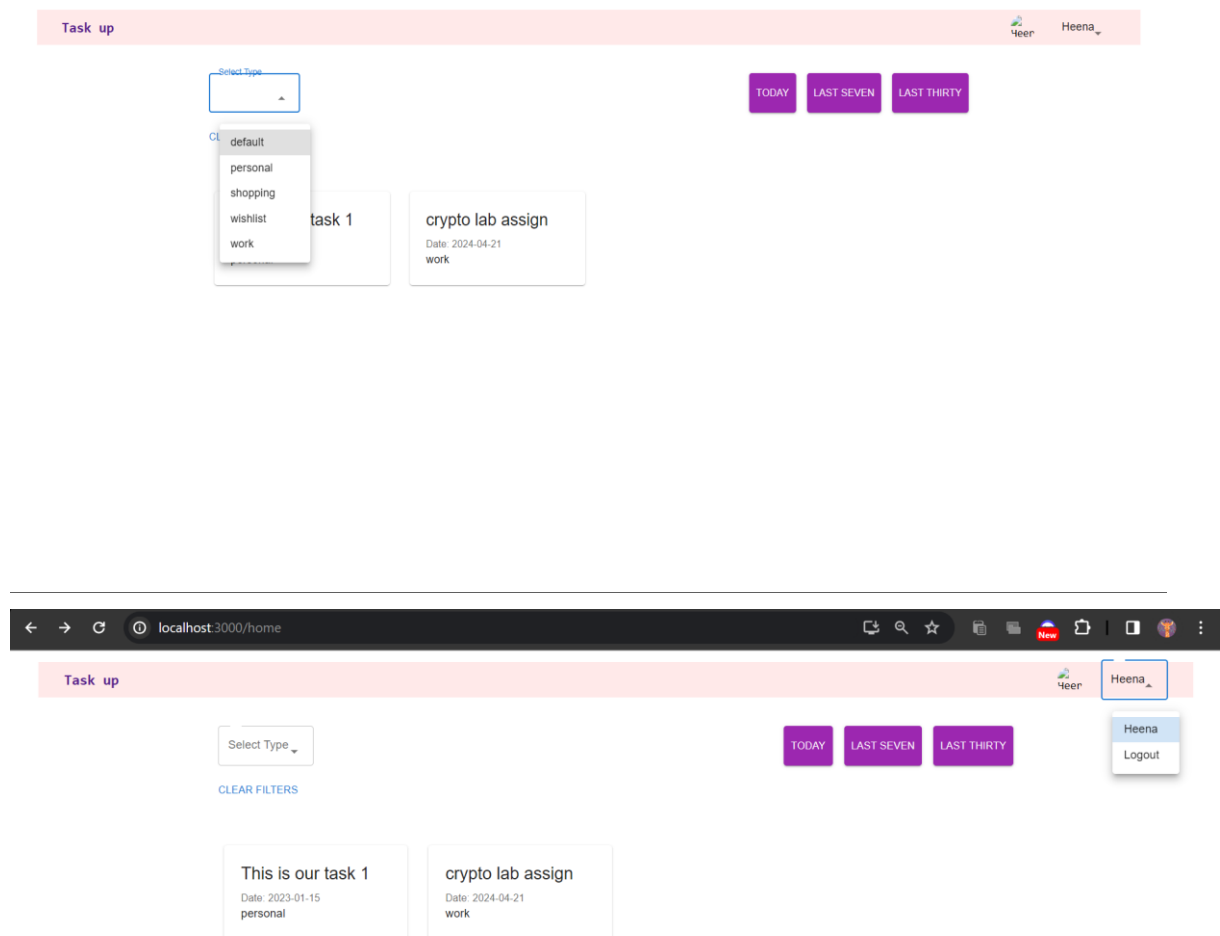 Task up
Чеег
Heena
Select Type
TODAY
LAST SEVEN
LAST THIRTY
default
personal
shopping
wishlist
work
task 1
crypto lab assign
Date: 2024-04-21
work
localhost:3000/home
New
Task up
Чеег
Heena
Select Type
TODAY
LAST SEVEN
LAST THIRTY
Heena
Logout
CLEAR FILTERS
This is our task 1
crypto lab assign
Date: 2023-01-15
Date: 2024-04-21
personal
work